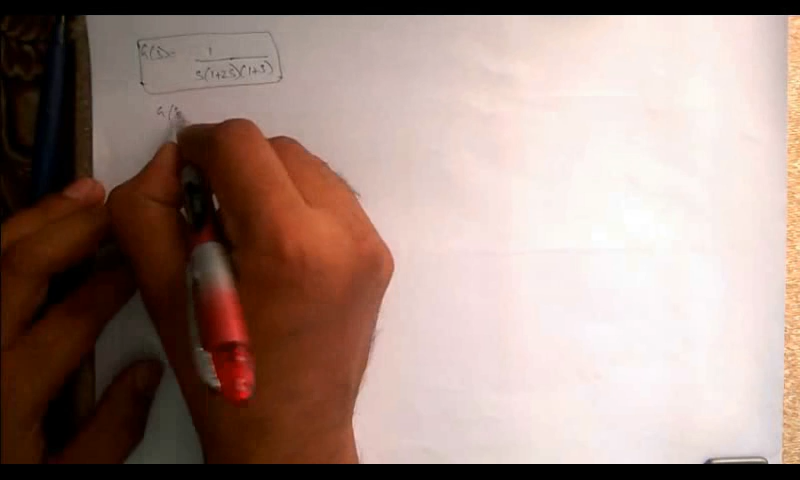 G(s) = 1 / s(1+2s)(1+s)
G(s